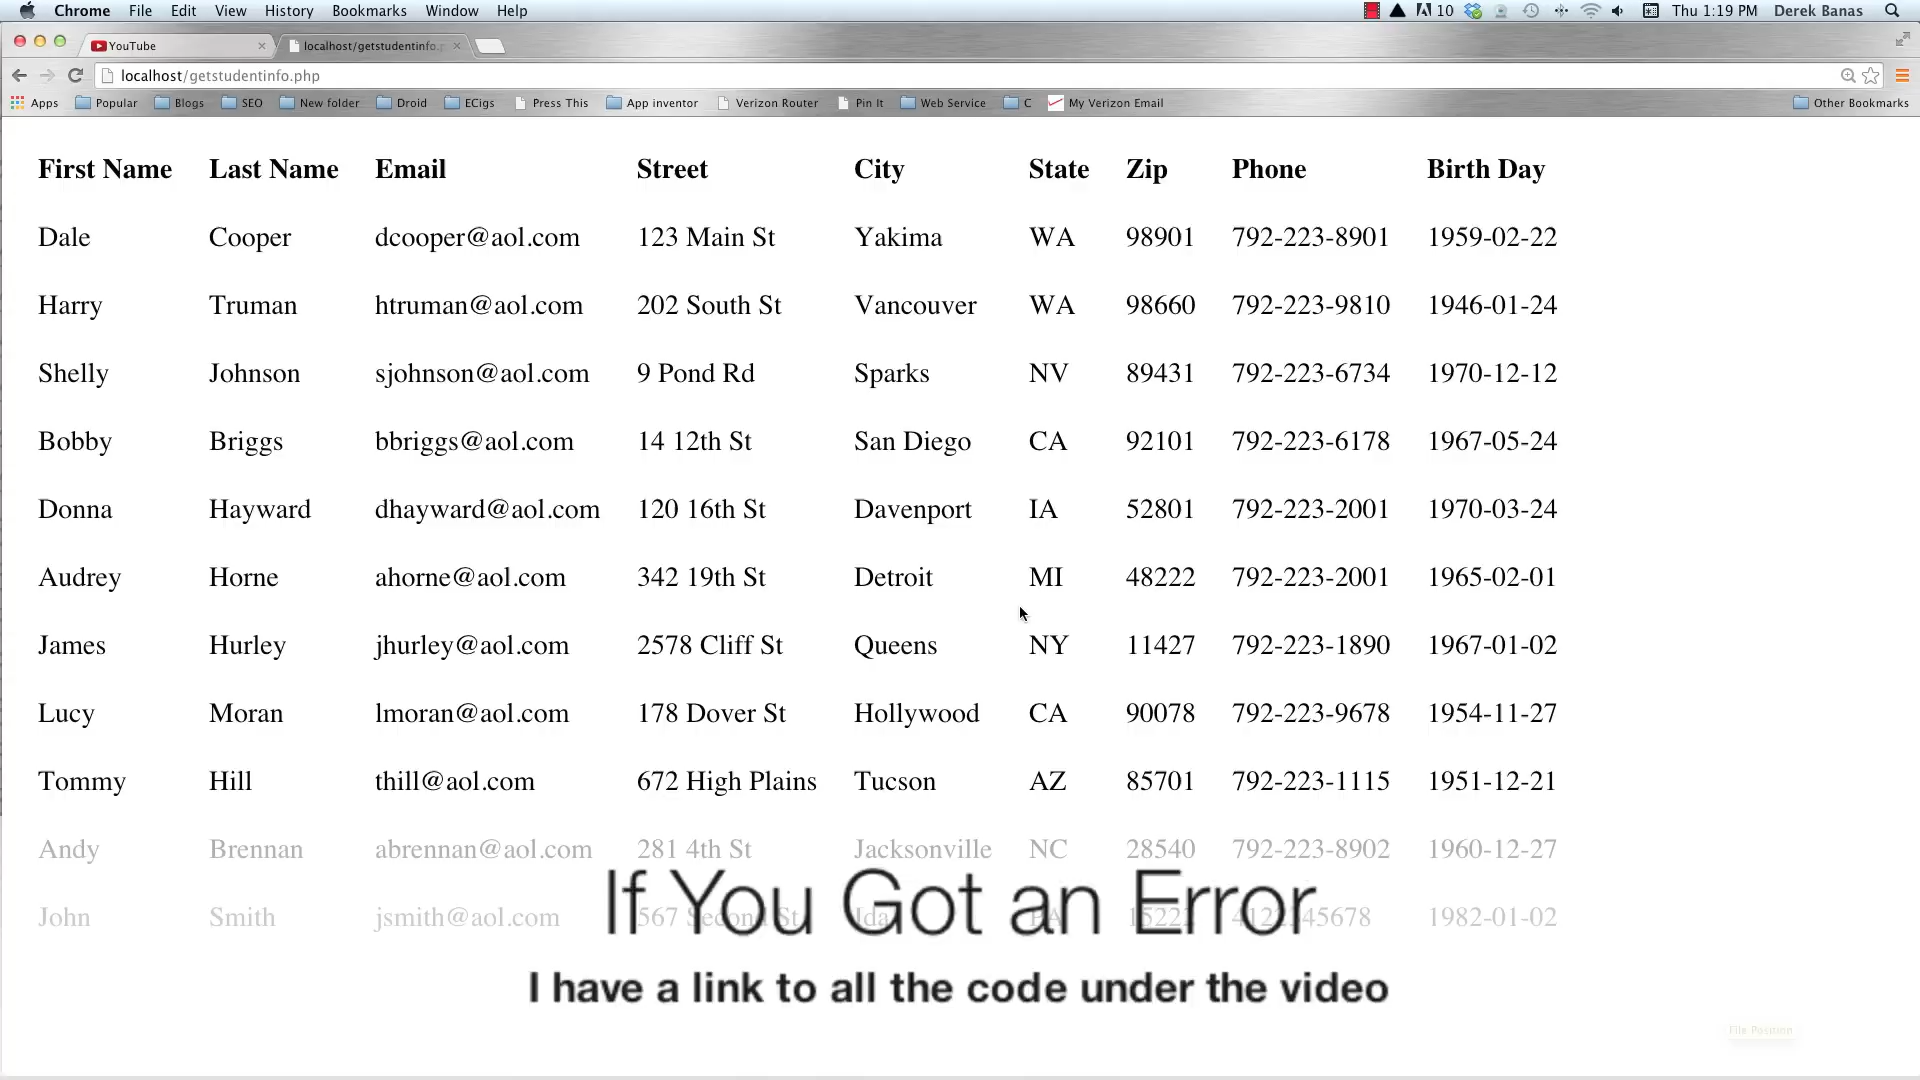 Chrome File Edit View History Bookmarks Window Help 10 Thu 1:19 PM Derek Banas
YouTube localhost/getstudentinfo.p
localhost/getstudentinfo.php
Apps Popular Blogs SEO New folder Droid ECigs Press This App inventor Verizon Router Pin It Web Service C My Verizon Email Other Bookmarks
First Name Last Name Email Street City State Zip Phone Birth Day
Dale Cooper dcooper@aol.com 123 Main St Yakima WA 98901 792-223-8901 1959-02-22
Harry Truman htruman@aol.com 202 South St Vancouver WA 98660 792-223-9810 1946-01-24
Shelly Johnson sjohnson@aol.com 9 Pond Rd Sparks NV 89431 792-223-6734 1970-12-12
Bobby Briggs bbriggs@aol.com 14 12th St San Diego CA 92101 792-223-6178 1967-05-24
Donna Hayward dhayward@aol.com 120 16th St Davenport IA 52801 792-223-2001 1970-03-24
Audrey Horne ahorne@aol.com 342 19th St Detroit MI 48222 792-223-2001 1965-02-01
James Hurley jhurley@aol.com 2578 Cliff St Queens NY 11427 792-223-1890 1967-01-02
Lucy Moran lmoran@aol.com 178 Dover St Hollywood CA 90078 792-223-9678 1954-11-27
Tommy Hill thill@aol.com 672 High Plains Tucson AZ 85701 792-223-1115 1951-12-21
Andy Brennan abrennan@aol.com 281 4th St Jacksonville NC 28540 792-223-8902 1960-12-27
John Smith jsmith@aol.com 567 Second St PA 1982-01-02
If You Got an Error
I have a link to all the code under the video
File Position